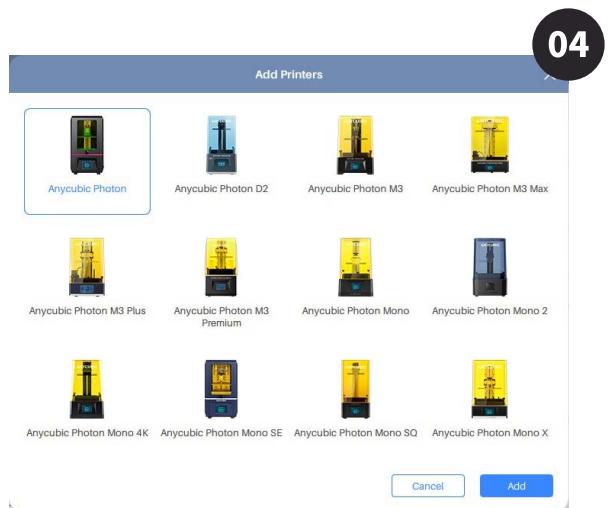 04
Add Printers
Anycubic Photon
Anycubic Photon D2
Anycubic Photon M3
Anycubic Photon M3 Max
Anycubic Photon M3 Plus
Anycubic Photon M3
Premium
Anycubic Photon Mono
Anycubic Photon Mono 2
Anycubic Photon Mono 4K
Anycubic Photon Mono SE
Anycubic Photon Mono SQ
Anycubic Photon Mono X
Cancel
Add